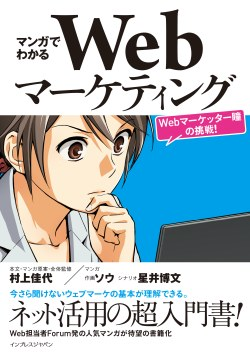 マンガで
わかる
Web
マーケティング
Webマーケッター瞳
の挑戦!
本文・マンガ原案・全体監修
村上佳代
マンガ
作画 ソウ シナリオ 星井博文
今さら聞けないウェブマーケの基本が理解できる。
ネット活用の超入門書!
Web担当者Forum発の人気マンガが待望の書籍化
インプレスジャパン